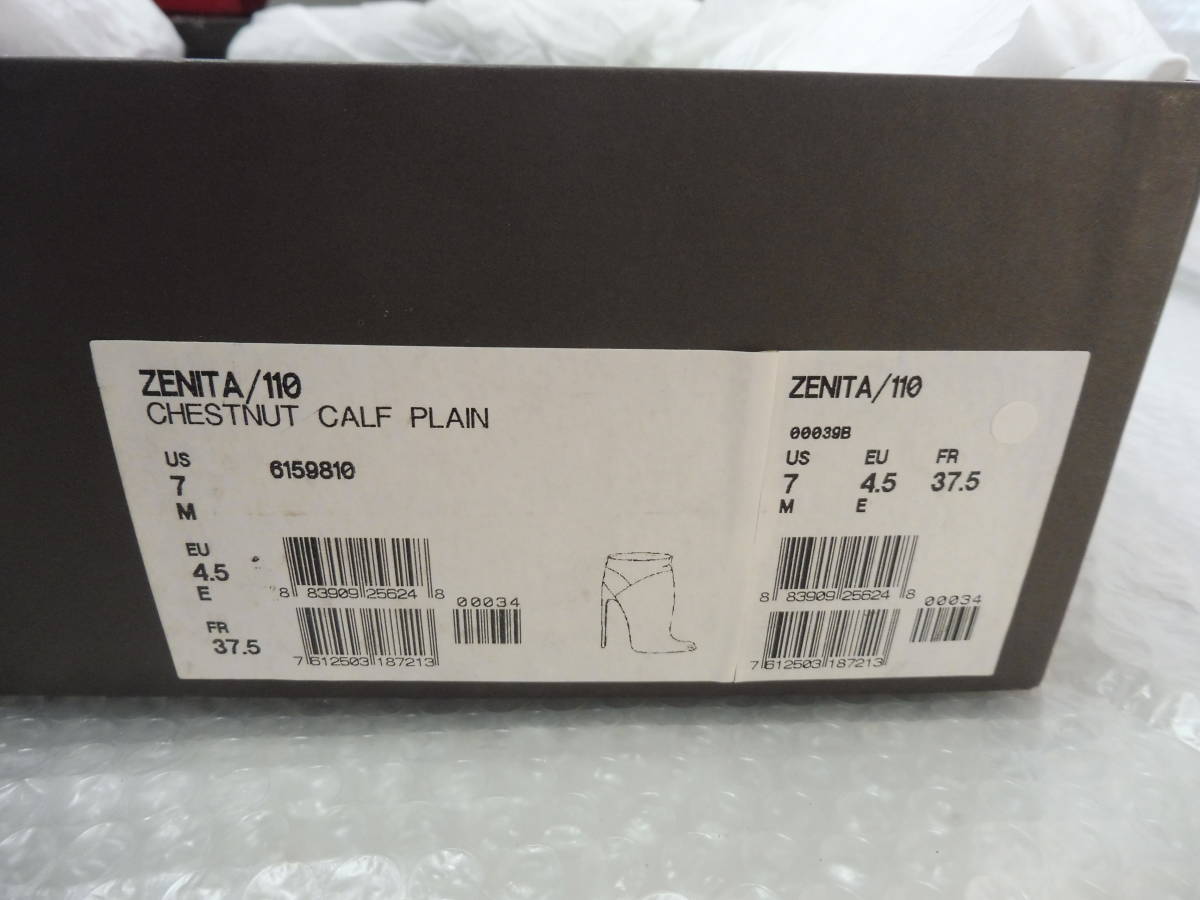 ZENITA/110
CHESTNUT CALF PLAIN
US
7
M
6159810
EU
4.5
E
FR
37.5
8 83909 25624 8
00034
7 612503 187213
ZENITA/110
00039B
US EU FR
7 4.5 37.5
M E
8 83909 25624 8
00034
7 612503 187213